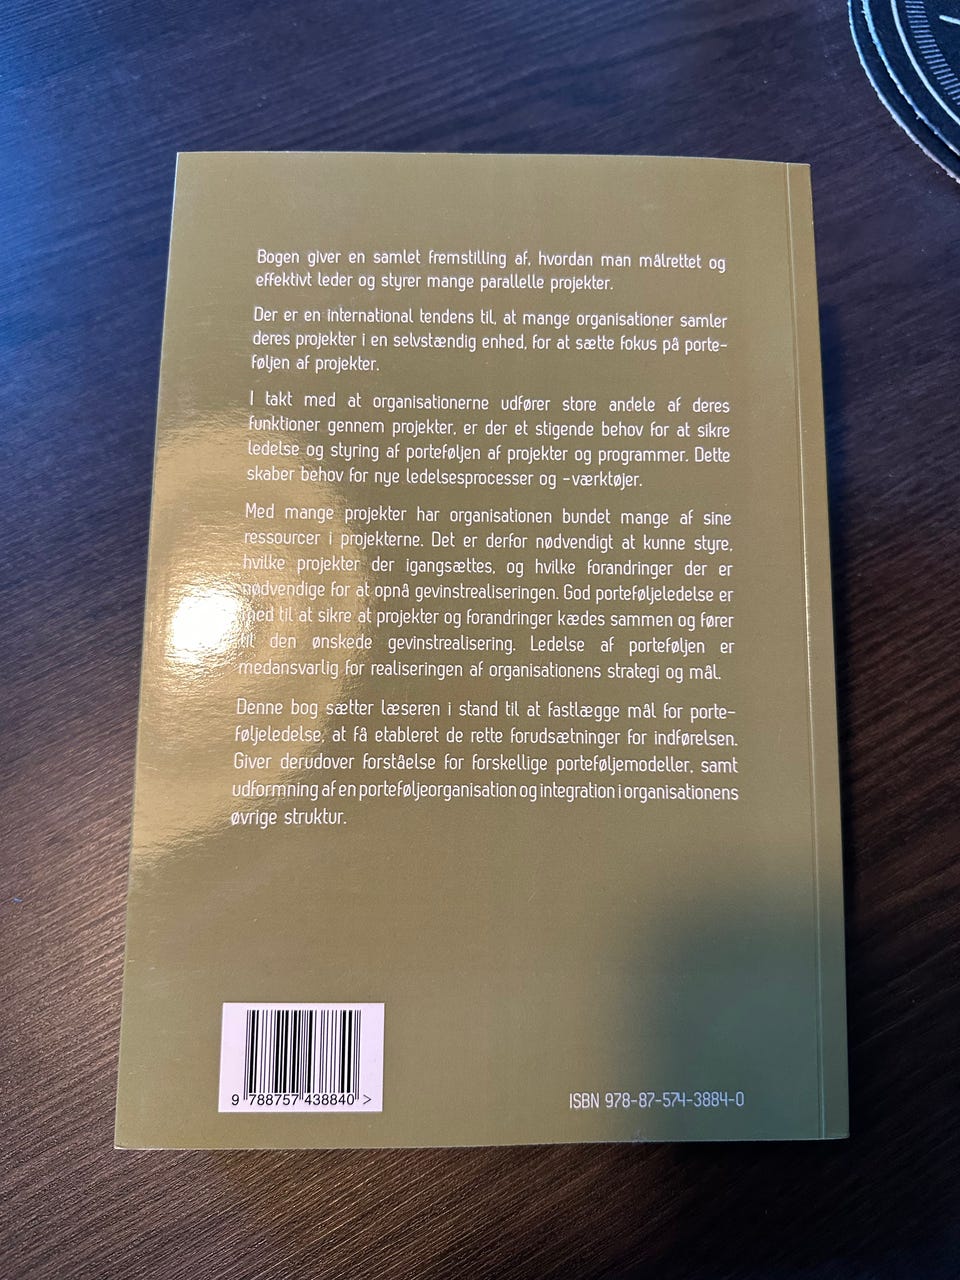 Bogen giver en samlet fremstilling af, hvordan man målrettet og
effektivt leder og styrer mange parallelle projekter.
Der er en international tendens til, at mange organisationer samler
deres projekter i en selvstændig enhed, for at sætte fokus på porte-
føljen af projekter.
I takt med at organisationerne udfører store andele af deres
funktioner gennem projekter, er der et stigende behov for at sikre
ledelse og styring af porteføljen af projekter og programmer. Dette
skaber behov for nye ledelsesprocesser og -værktøjer.
Med mange projekter har organisationen bundet mange af sine
ressourcer i projekterne. Det er derfor nødvendigt at kunne styre,
hvilke projekter der igangsættes, og hvilke forandringer der er
nødvendige for at opnå gevinstrealiseringen. God porteføljeledelse er
med til at sikre at projekter og forandringer kædes sammen og fører
til den ønskede gevinstrealisering. Ledelse af porteføljen er
medansvarlig for realiseringen af organisationens strategi og mål.
Denne bog sætter læseren i stand til at fastlægge mål for porte-
føljeledelse, at få etableret de rette forudsætninger for indførelsen.
Giver derudover forståelse for forskellige porteføljemodeller, samt
udformning af en porteføljeorganisation og integration i organisationens
øvrige struktur.
9 788757 438840 >
ISBN 978-87-574-3884-0